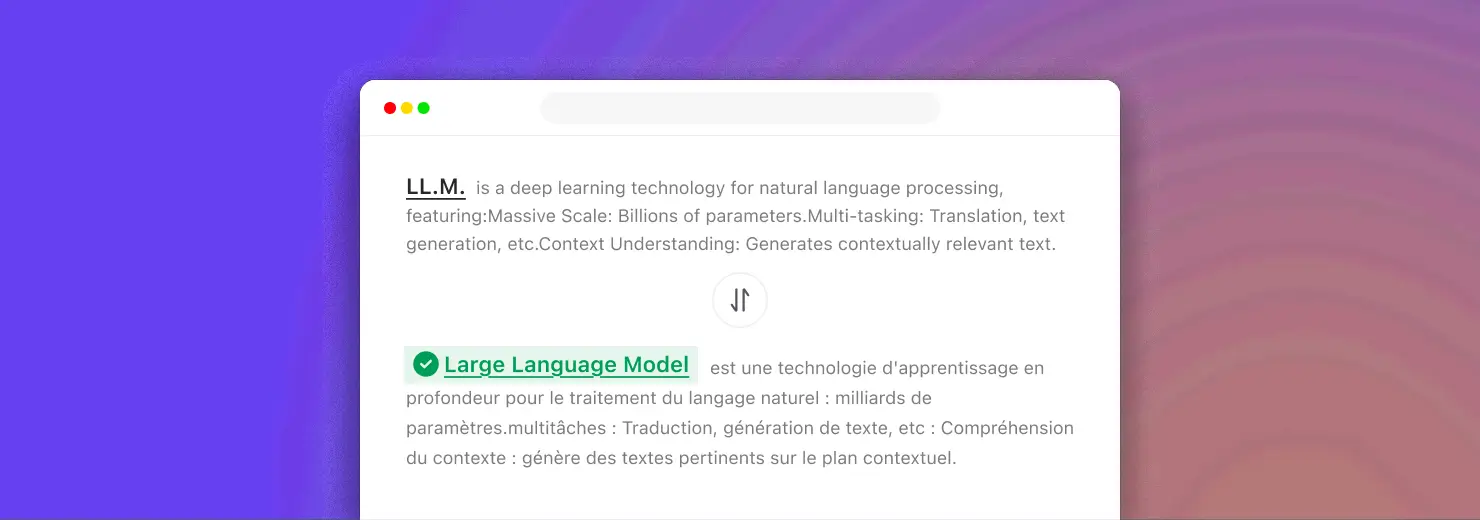 LL.M. is a deep learning technology for natural language processing,
featuring:Massive Scale: Billions of parameters.Multi-tasking: Translation, text
generation, etc.Context Understanding: Generates contextually relevant text.
Large Language Model est une technologie d'apprentissage en
profondeur pour le traitement du langage naturel : milliards de
paramètres.multitâches : Traduction, génération de texte, etc : Compréhension
du contexte : génère des textes pertinents sur le plan contextuel.